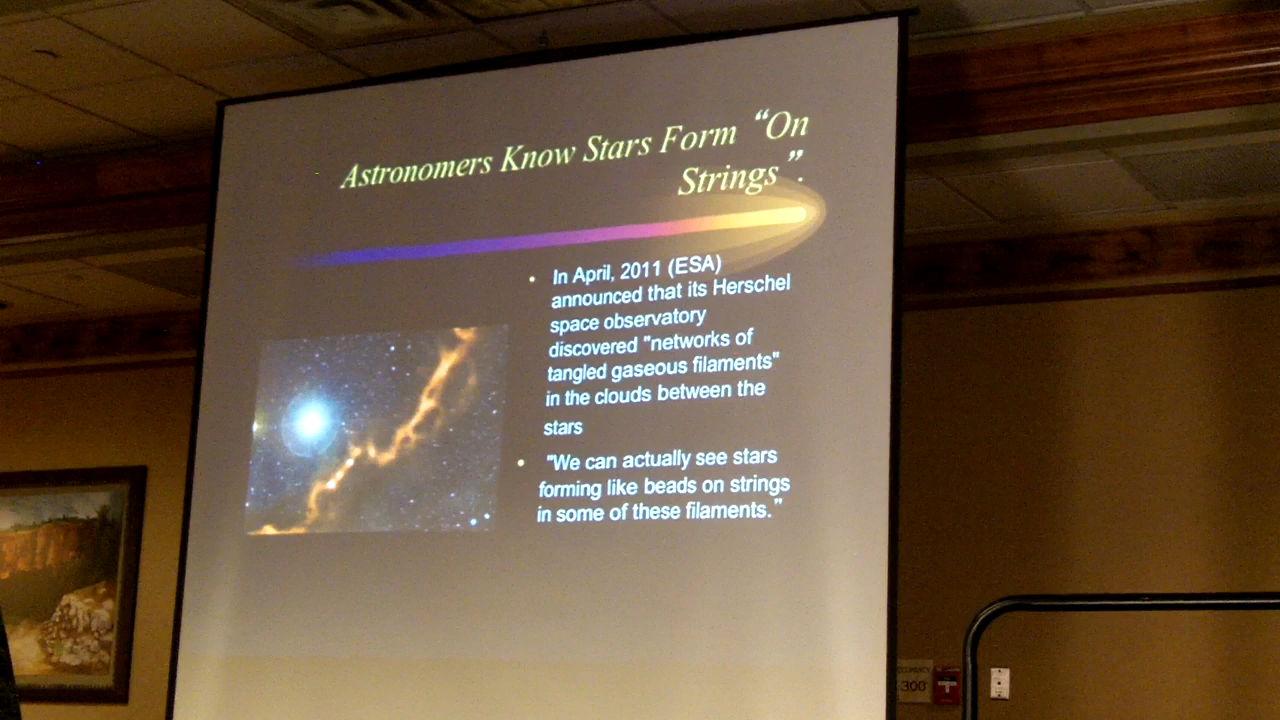 Astronomers Know Stars Form “On
Strings”.
• In April, 2011 (ESA)
announced that its Herschel
space observatory
discovered "networks of
tangled gaseous filaments"
in the clouds between the
stars
• "We can actually see stars
forming like beads on strings
in some of these filaments.”
300